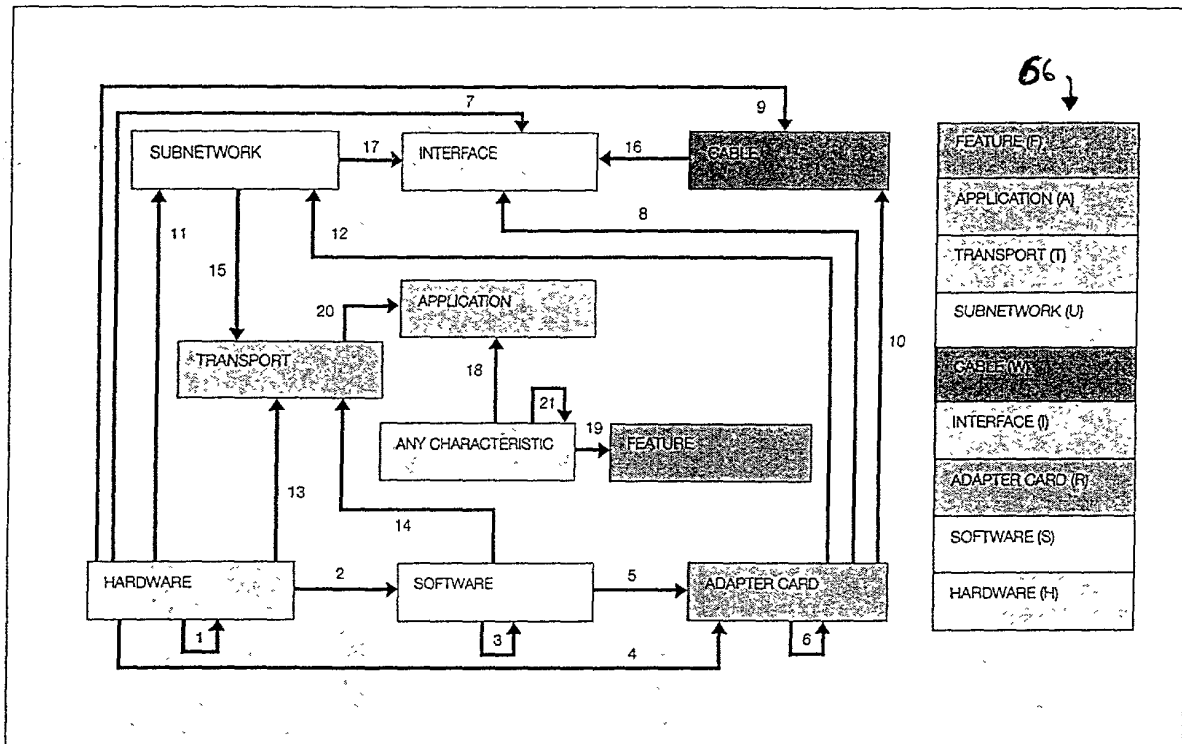 66
7
9
SUBNETWORK
17
INTERFACE
16
CABLE
FEATURE (F)
APPLICATION (A)
TRANSPORT (T)
SUBNETWORK (U)
CABLE (W)
INTERFACE (I)
ADAPTER CARD (R)
SOFTWARE (S)
HARDWARE (H)
11
12
8
15
20
APPLICATION
10
TRANSPORT
18
21
ANY CHARACTERISTIC
19
FEATURE
13
14
HARDWARE
2
SOFTWARE
5
ADAPTER CARD
1
3
4
6